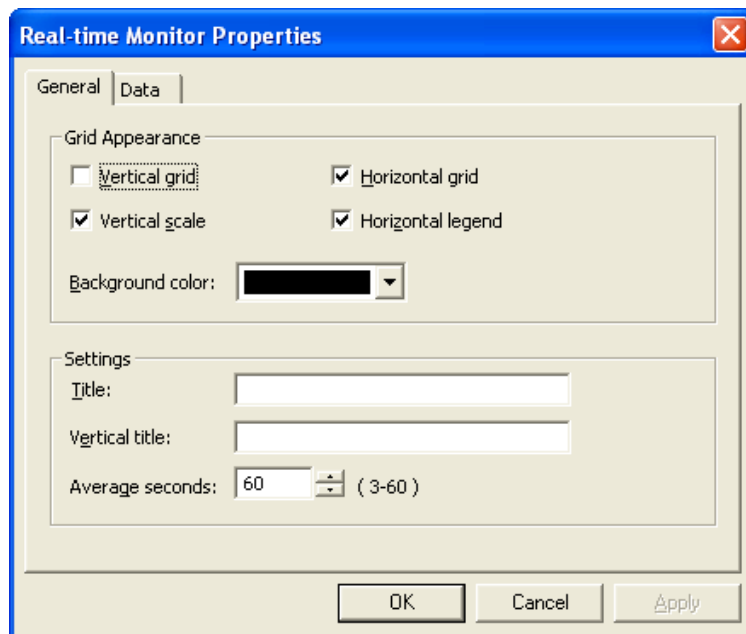 Real-time Monitor Properties
General Data
Grid Appearance
Vertical grid Horizontal grid
Vertical scale Horizontal legend
Background color:
Settings
Title:
Vertical title:
Average seconds: 60 ( 3-60 )
OK Cancel Apply